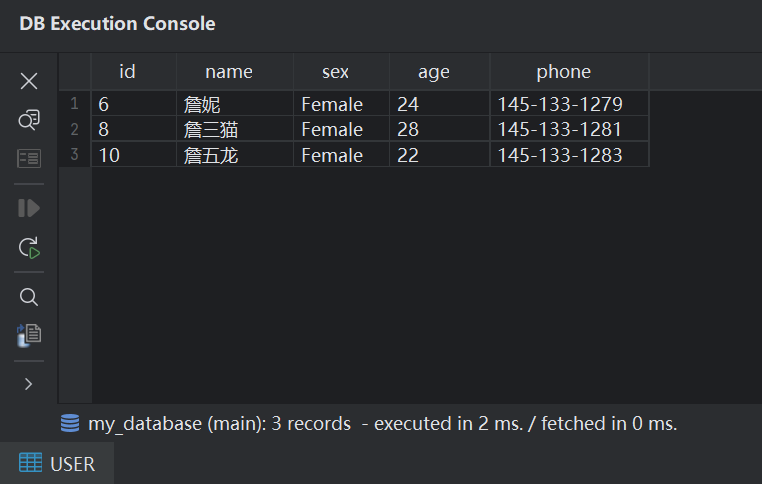 DB Execution Console
id name sex age phone
1 6 詹妮 Female 24 145-133-1279
2 8 詹三猫 Female 28 145-133-1281
3 10 詹五龙 Female 22 145-133-1283
my_database (main): 3 records - executed in 2 ms. / fetched in 0 ms.
USER